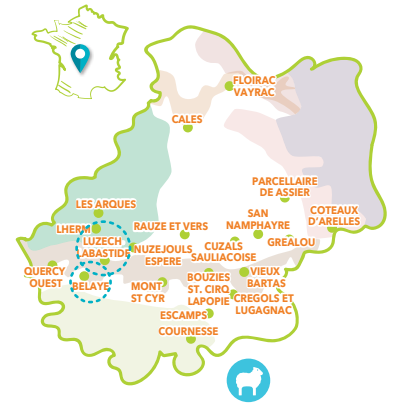 FLOIRAC
VAYRAC
CALES
PARCELLAIRE
DE ASSIER
LES ARQUES
SAN
NAMPHAYRE
COTEAUX
D'ARELLES
LHERM
RAUZE ET VERS
LUZECH
LABASTIDE
NUZEJOULS
ESPERE
CUZALS
SAULIACOISE
GREALOU
QUERCY
OUEST
BELAYE
MONT
ST CYR
BOUZIES
ST. CIRQ
LAPOPIE
VIEUX
BARTAS
CREGOLS ET
LUGAGNAC
ESCAMPS
COURNESSE